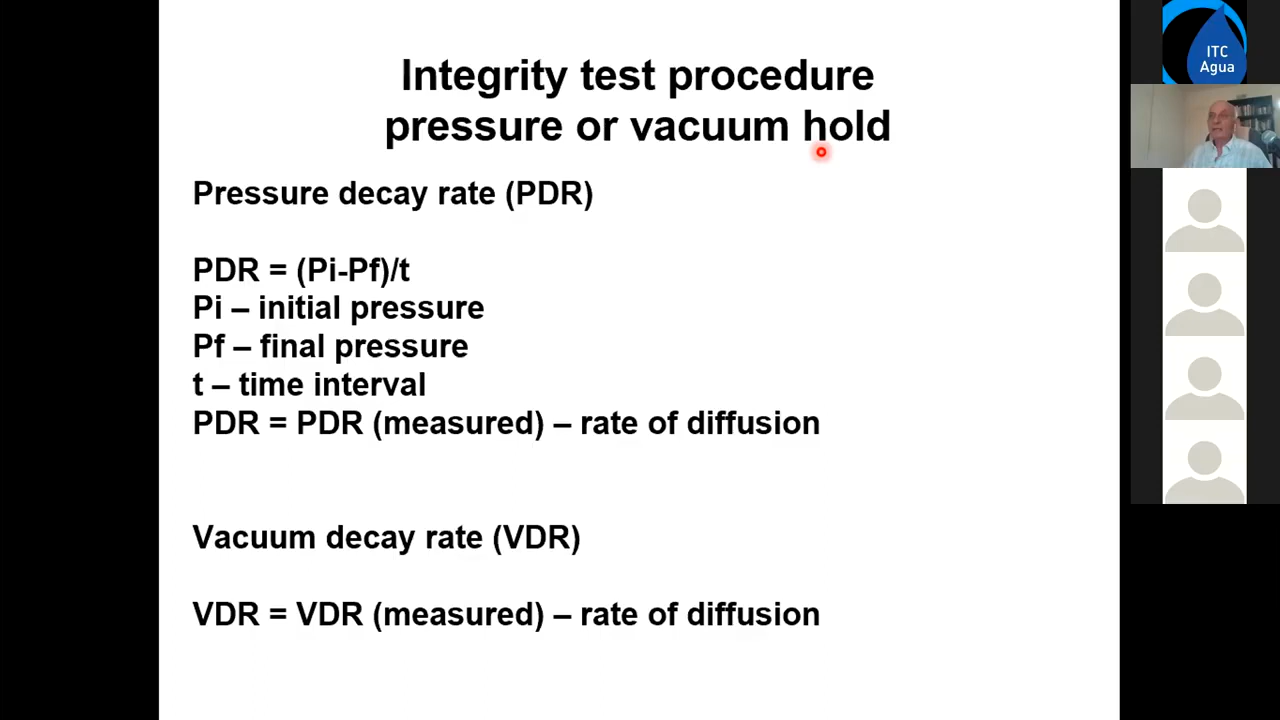 Integrity test procedure
pressure or vacuum hold
Pressure decay rate (PDR)
PDR = (Pi-Pf)/t
Pi – initial pressure
Pf – final pressure
t – time interval
PDR = PDR (measured) – rate of diffusion
Vacuum decay rate (VDR)
VDR = VDR (measured) – rate of diffusion
ITC
Agua